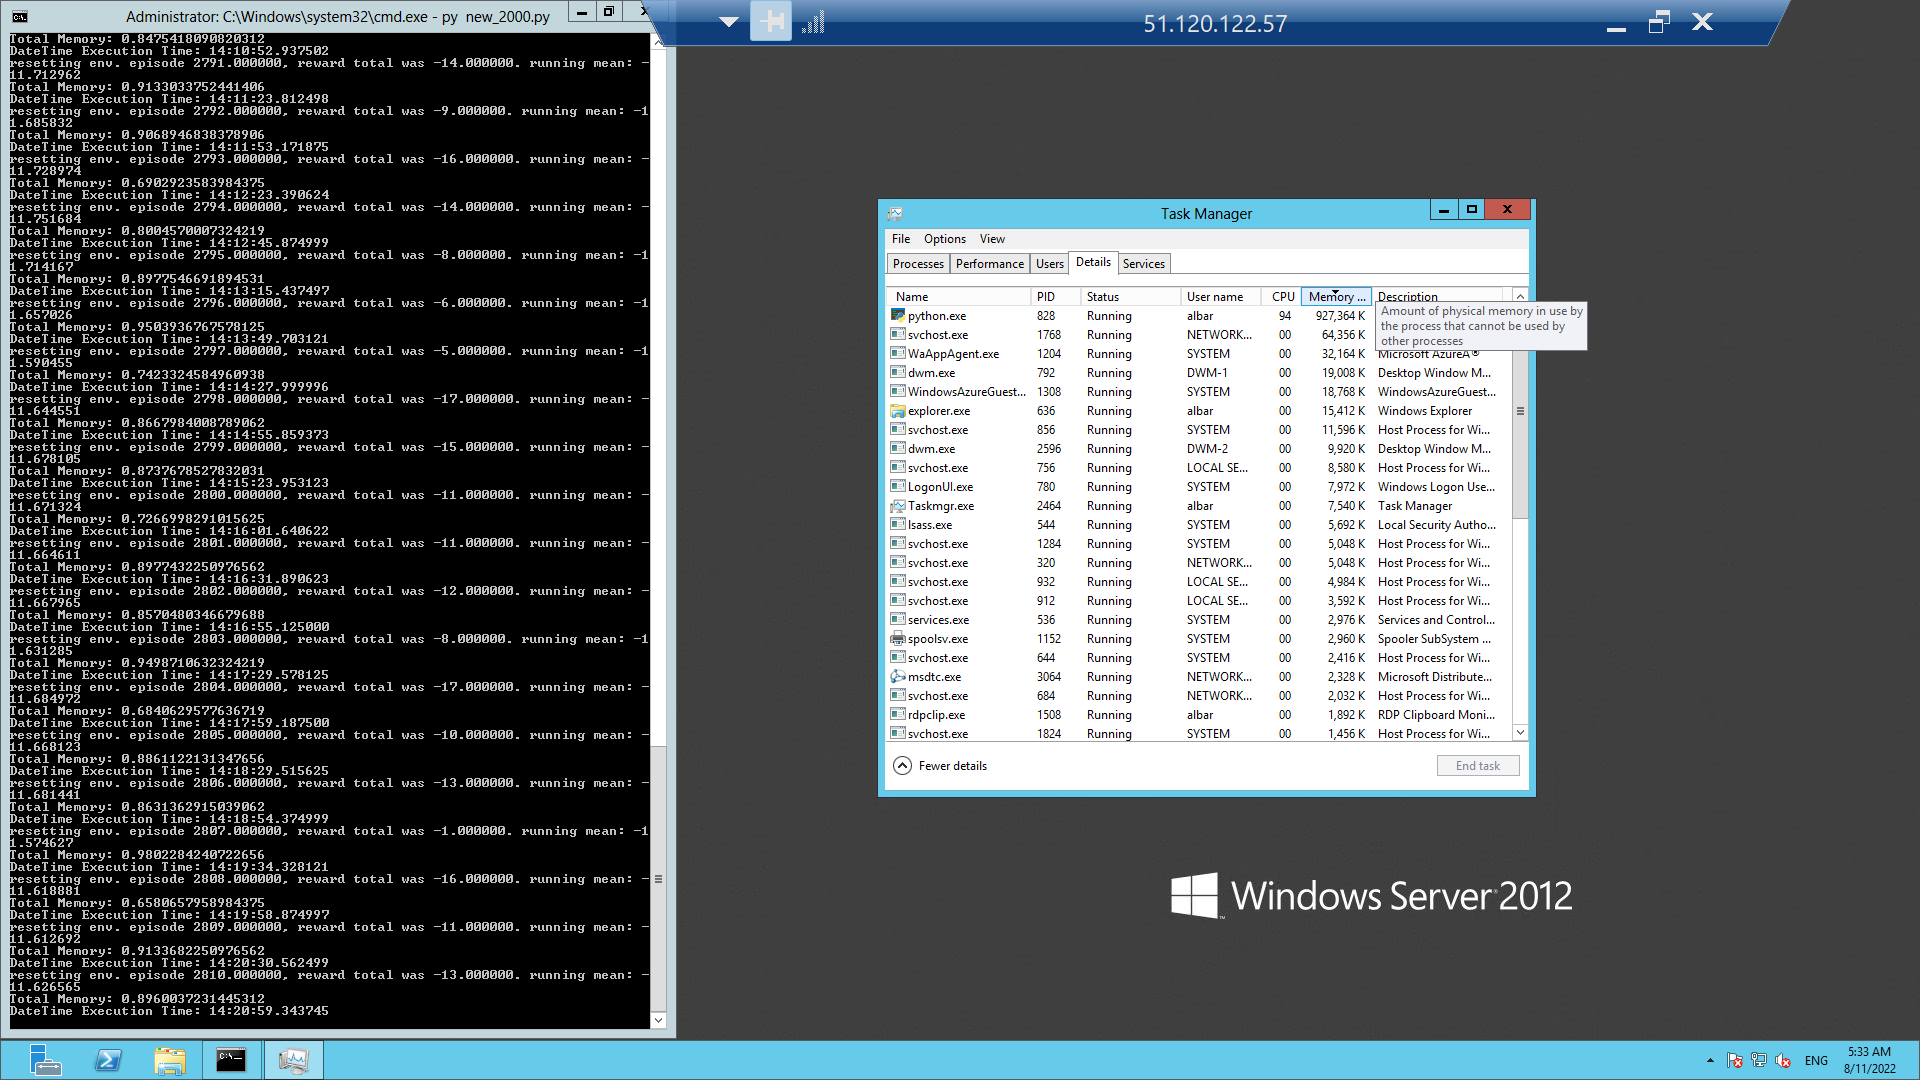 Administrator: C:\Windows\system32\cmd.exe - py new_2000.py
Total Memory: 0.8475418090820312
DateTime Execution Time: 14:10:52.937502
resetting env. episode 2791.000000, reward total was -14.000000. running mean: -
11.712962
Total Memory: 0.9133033752441406
DateTime Execution Time: 14:11:23.812498
resetting env. episode 2792.000000, reward total was -9.000000. running mean: -1
1.685832
Total Memory: 0.9068946838378906
DateTime Execution Time: 14:11:53.171875
resetting env. episode 2793.000000, reward total was -16.000000. running mean: -
11.728974
Total Memory: 0.6902923583984375
DateTime Execution Time: 14:12:23.390624
resetting env. episode 2794.000000, reward total was -14.000000. running mean: -
11.751684
Total Memory: 0.8004570007324219
DateTime Execution Time: 14:12:45.874999
resetting env. episode 2795.000000, reward total was -8.000000. running mean: -1
1.714167
Total Memory: 0.8977546691894531
DateTime Execution Time: 14:13:15.437497
resetting env. episode 2796.000000, reward total was -6.000000. running mean: -1
1.657026
Total Memory: 0.9503936767578125
DateTime Execution Time: 14:13:49.703121
resetting env. episode 2797.000000, reward total was -5.000000. running mean: -1
1.590455
Total Memory: 0.7423324584960938
DateTime Execution Time: 14:14:27.999996
resetting env. episode 2798.000000, reward total was -17.000000. running mean: -
11.644551
Total Memory: 0.8667984008789062
DateTime Execution Time: 14:14:55.859373
resetting env. episode 2799.000000, reward total was -15.000000. running mean: -
11.678105
Total Memory: 0.8737678527832031
DateTime Execution Time: 14:15:23.953123
resetting env. episode 2800.000000, reward total was -11.000000. running mean: -
11.671324
Total Memory: 0.7266998291015625
DateTime Execution Time: 14:16:01.640622
resetting env. episode 2801.000000, reward total was -11.000000. running mean: -
11.664611
Total Memory: 0.8977432250976562
DateTime Execution Time: 14:16:31.890623
resetting env. episode 2802.000000, reward total was -12.000000. running mean: -
11.667965
Total Memory: 0.8570480346679688
DateTime Execution Time: 14:16:55.125000
resetting env. episode 2803.000000, reward total was -8.000000. running mean: -1
1.631285
Total Memory: 0.9498710632324219
DateTime Execution Time: 14:17:29.578125
resetting env. episode 2804.000000, reward total was -17.000000. running mean: -
11.684972
Total Memory: 0.6840629577636719
DateTime Execution Time: 14:17:59.187500
resetting env. episode 2805.000000, reward total was -10.000000. running mean: -
11.668123
Total Memory: 0.8861122131347656
DateTime Execution Time: 14:18:29.515625
resetting env. episode 2806.000000, reward total was -13.000000. running mean: -
11.681441
Total Memory: 0.8631362915039062
DateTime Execution Time: 14:18:54.374999
resetting env. episode 2807.000000, reward total was -1.000000. running mean: -1
1.574627
Total Memory: 0.9802284240722656
DateTime Execution Time: 14:19:34.328121
resetting env. episode 2808.000000, reward total was -16.000000. running mean: -
11.618881
Total Memory: 0.6580657958984375
DateTime Execution Time: 14:19:58.874997
resetting env. episode 2809.000000, reward total was -11.000000. running mean: -
11.612692
Total Memory: 0.9133682250976562
DateTime Execution Time: 14:20:30.562499
resetting env. episode 2810.000000, reward total was -13.000000. running mean: -
11.626565
Total Memory: 0.8960037231445312
DateTime Execution Time: 14:20:59.343745
51.120.122.57
Task Manager
File Options View
Processes Performance Users Details Services
Name PID Status User name CPU Memory ... Description
python.exe 828 Running albar 94 927,364 K
svchost.exe 1768 Running NETWORK... 00 64,356 K
WaAppAgent.exe 1204 Running SYSTEM 00 32,164 K Microsoft AzureÂ®
dwm.exe 792 Running DWM-1 00 19,008 K Desktop Window M...
WindowsAzureGuest... 1308 Running SYSTEM 00 18,768 K WindowsAzureGuest...
explorer.exe 636 Running albar 00 15,412 K Windows Explorer
svchost.exe 856 Running SYSTEM 00 11,596 K Host Process for Wi...
dwm.exe 2596 Running DWM-2 00 9,920 K Desktop Window M...
svchost.exe 756 Running LOCAL SE... 00 8,580 K Host Process for Wi...
LogonUI.exe 780 Running SYSTEM 00 7,972 K Windows Logon Use...
Taskmgr.exe 2464 Running albar 00 7,540 K Task Manager
lsass.exe 544 Running SYSTEM 00 5,692 K Local Security Autho...
svchost.exe 1284 Running SYSTEM 00 5,048 K Host Process for Wi...
svchost.exe 320 Running NETWORK... 00 5,048 K Host Process for Wi...
svchost.exe 932 Running LOCAL SE... 00 4,984 K Host Process for Wi...
svchost.exe 912 Running LOCAL SE... 00 3,592 K Host Process for Wi...
services.exe 536 Running SYSTEM 00 2,976 K Services and Control...
spoolsv.exe 1152 Running SYSTEM 00 2,960 K Spooler SubSystem ...
svchost.exe 644 Running SYSTEM 00 2,416 K Host Process for Wi...
msdtc.exe 3064 Running NETWORK... 00 2,328 K Microsoft Distribute...
svchost.exe 684 Running NETWORK... 00 2,032 K Host Process for Wi...
rdpclip.exe 1508 Running albar 00 1,892 K RDP Clipboard Moni...
svchost.exe 1824 Running SYSTEM 00 1,456 K Host Process for Wi...
Amount of physical memory in use by
the process that cannot be used by
other processes
Fewer details
End task
Windows Server 2012
ENG
5:33 AM
8/11/2022